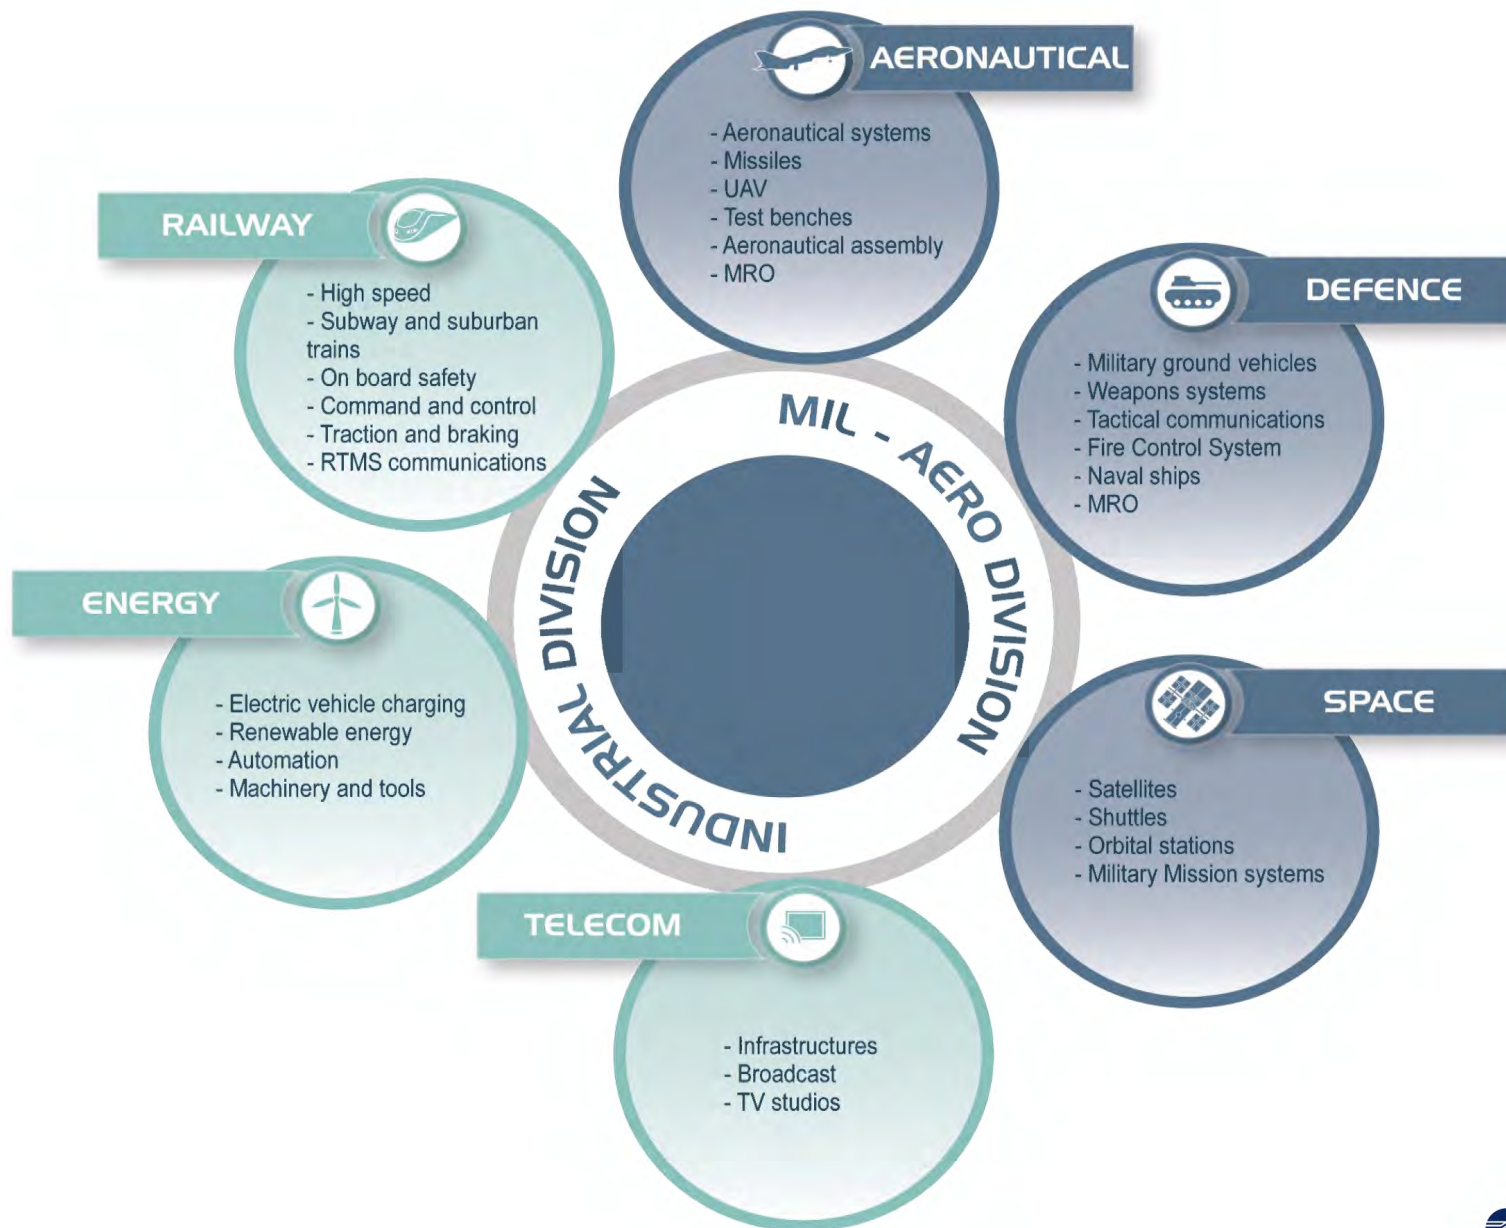 AERONAUTICAL
- Aeronautical systems
- Missiles
- UAV
- Test benches
- Aeronautical assembly
- MRO
RAILWAY
- High speed
- Subway and suburban
trains
- On board safety
- Command and control
- Traction and braking
- RTMS communications
DEFENCE
- Military ground vehicles
- Weapons systems
- Tactical communications
- Fire Control System
- Naval ships
- MRO
MIL - AERO DIVISION
INDUSTRIAL DIVISION
ENERGY
- Electric vehicle charging
- Renewable energy
- Automation
- Machinery and tools
SPACE
- Satellites
- Shuttles
- Orbital stations
- Military Mission systems
TELECOM
- Infrastructures
- Broadcast
- TV studios